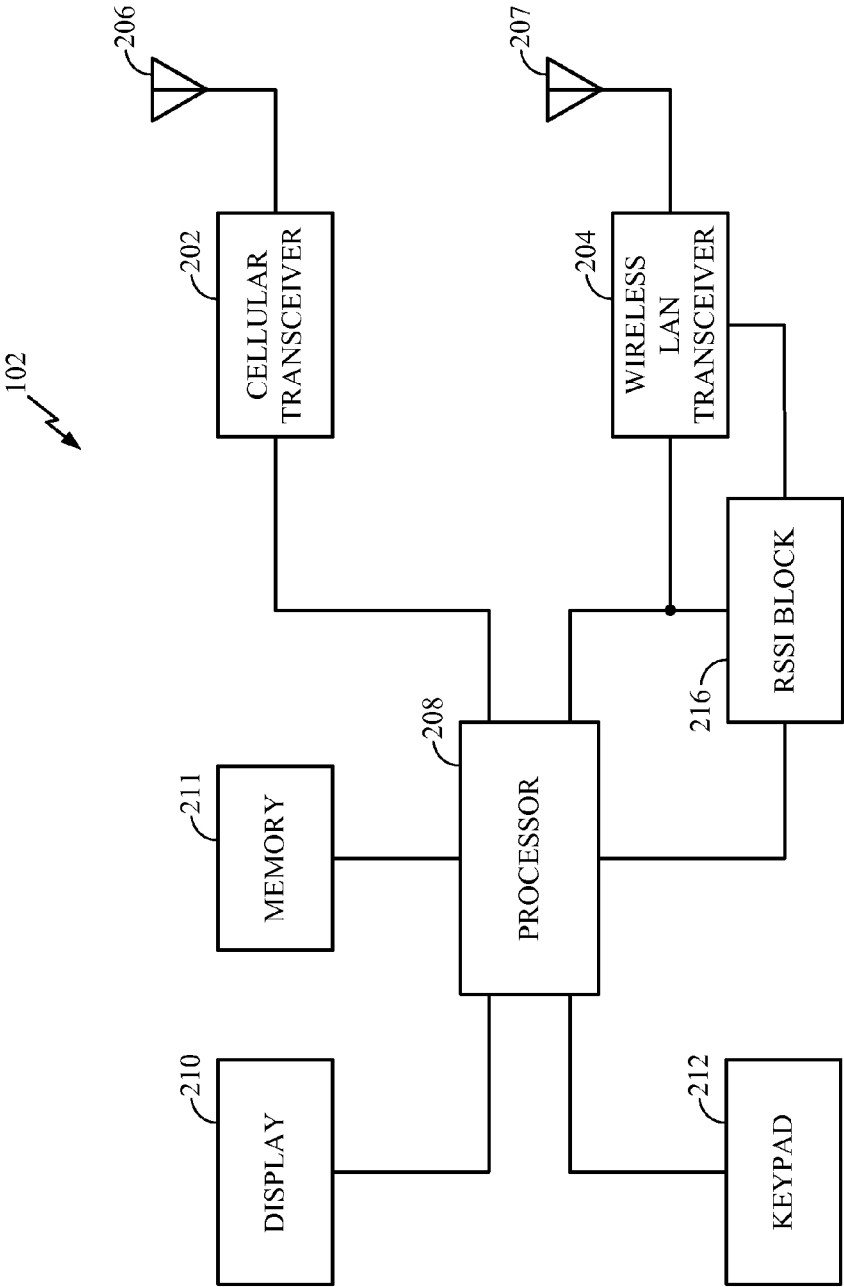 102
206
210
211
202
DISPLAY
MEMORY
CELLULAR
TRANSCEIVER
208
PROCESSOR
207
204
WIRELESS
LAN
TRANSCEIVER
212
216
KEYPAD
RSSI BLOCK